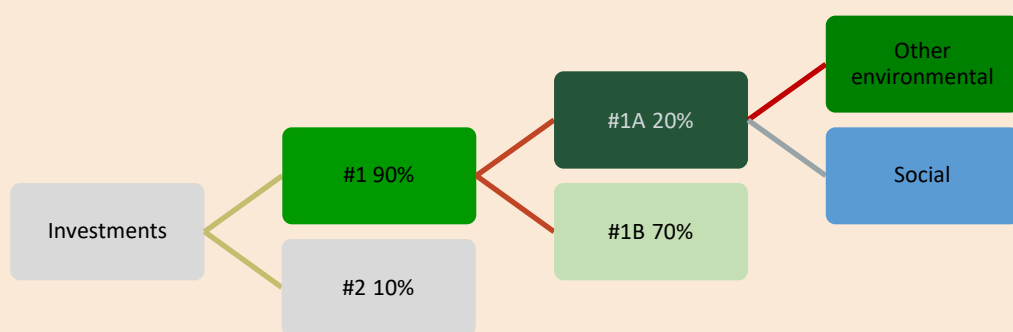 Other
environmental
#1A 20%
#1 90%
Social
#1B 70%
Investments
#2 10%